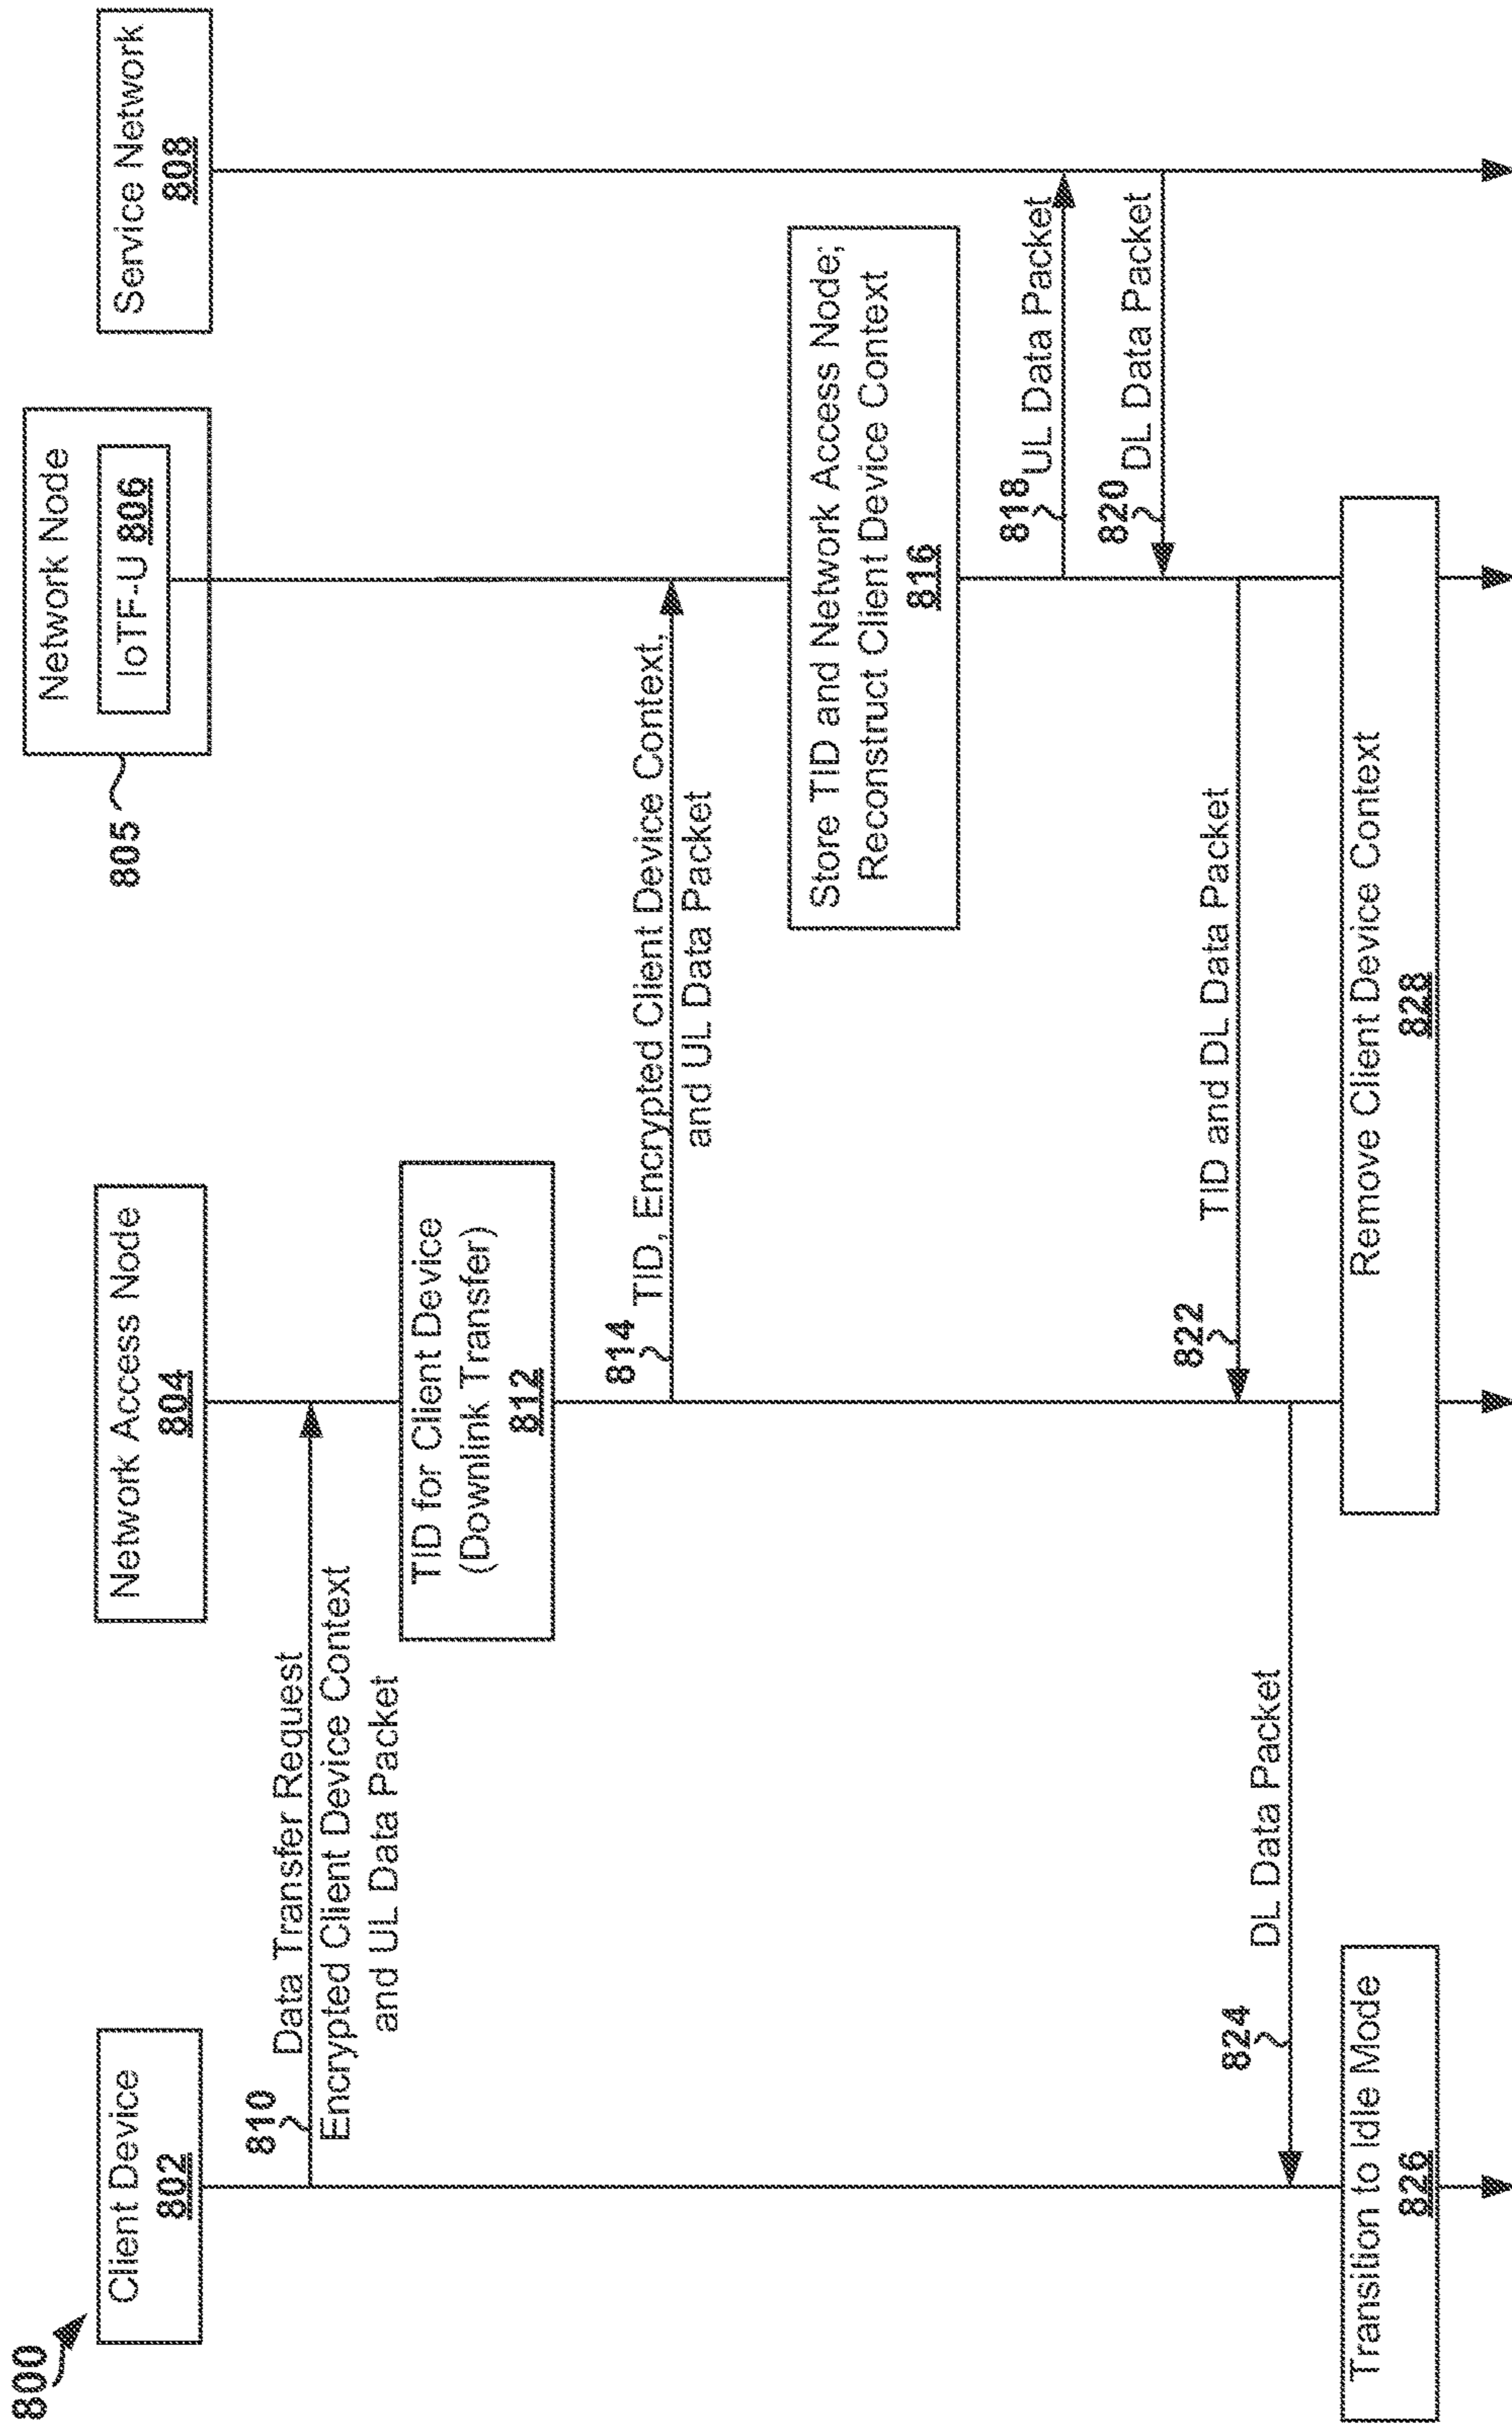 800
Client Device
802
Network Access Node
804
805
Network Node
IoTF-U 806
Service Network
808
810
Data Transfer Request
Encrypted Client Device Context
and UL Data Packet
TID for Client Device
(Downlink Transfer)
812
814
TID, Encrypted Client Device Context,
and UL Data Packet
Store TID and Network Access Node;
Reconstruct Client Device Context
816
818
UL Data Packet
820
DL Data Packet
822
TID and DL Data Packet
824
DL Data Packet
Transition to Idle Mode
826
Remove Client Device Context
828